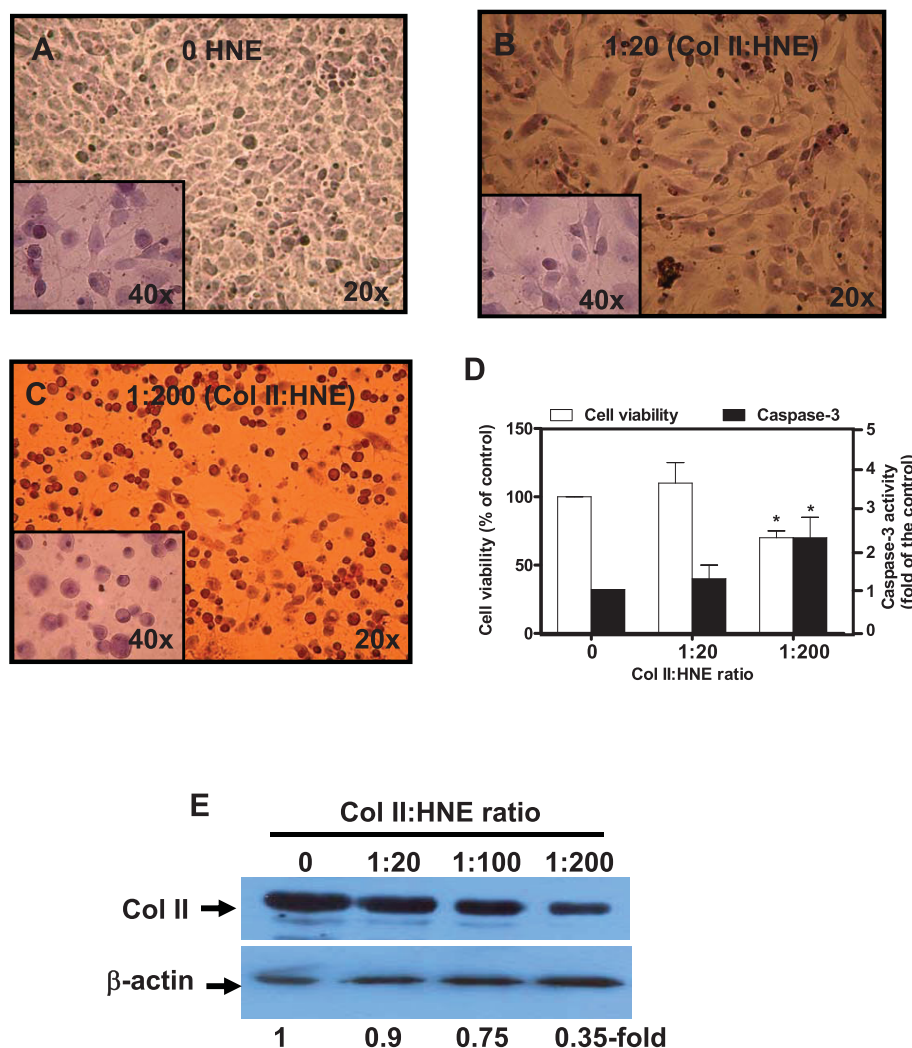 A
0 HNE
40x
20x
B
1:20 (Col II:HNE)
40x
20x
C
1:200 (Col II:HNE)
40x
20x
D
Cell viability
Caspase-3
Cell viability (% of control)
150
100
50
0
5
4
3
2
1
0
Caspase-3 activity
(fold of the control)
* *
0 1:20 1:200
Col II:HNE ratio
E
Col II:HNE ratio
0 1:20 1:100 1:200
Col II
β-actin
1 0.9 0.75 0.35-fold